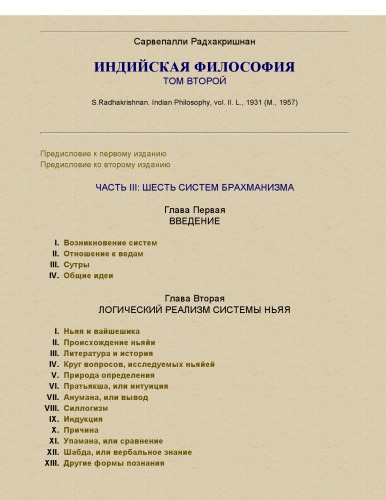 Сарвепалли Радхакришнан
ИНДИЙСКАЯ ФИЛОСОФИЯ
ТОМ ВТОРОЙ
S.Radhakrishnan. Indian Philosophy, vol. II. L., 1931 (М., 1957)
Предисловие к первому изданию
Предисловие ко второму изданию
ЧАСТЬ III: ШЕСТЬ СИСТЕМ БРАХМАНИЗМА
Глава Первая
ВВЕДЕНИЕ
I. Возникновение систем
II. Отношение к ведам
III. Сутры
IV. Общие идеи
Глава Вторая
ЛОГИЧЕСКИЙ РЕАЛИЗМ СИСТЕМЫ НЬЯЯ
I. Ньяя и вайшешика
II. Происхождение ньяйи
III. Литература и история
IV. Круг вопросов, исследуемых ньяйей
V. Природа определения
VI. Пратьякша, или интуиция
VII. Анумана, или вывод
VIII. Силлогизм
IX. Индукция
X. Причина
XI. Упамана, или сравнение
XII. Шабда, или вербальное знание
XIII. Другие формы познания